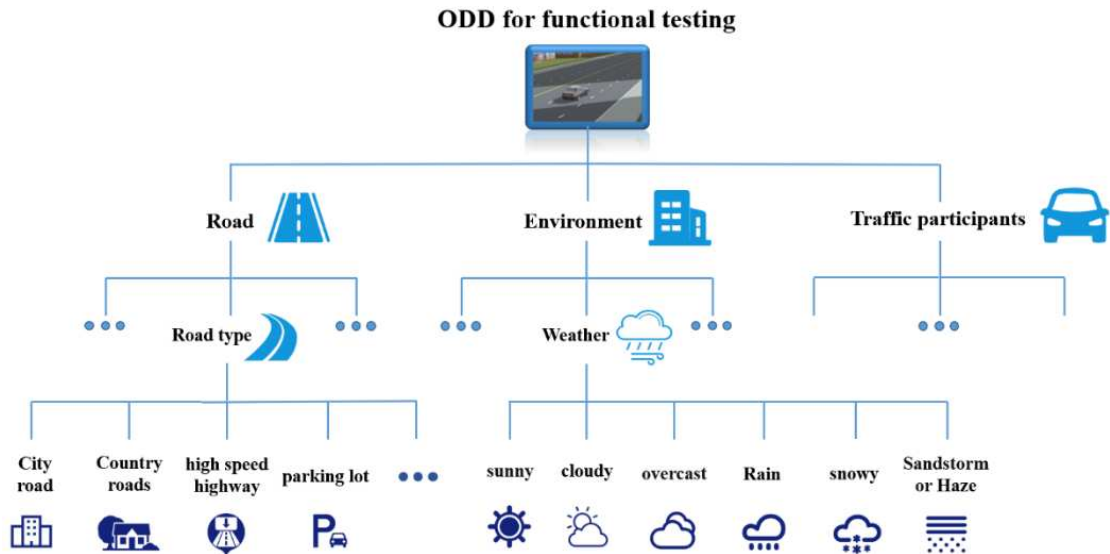 ODD for functional testing
Road
Environment
Traffic participants
Road type
Weather
City
road
Country
roads
high speed
highway
parking lot
sunny
cloudy
overcast
Rain
snowy
Sandstorm
or Haze
P